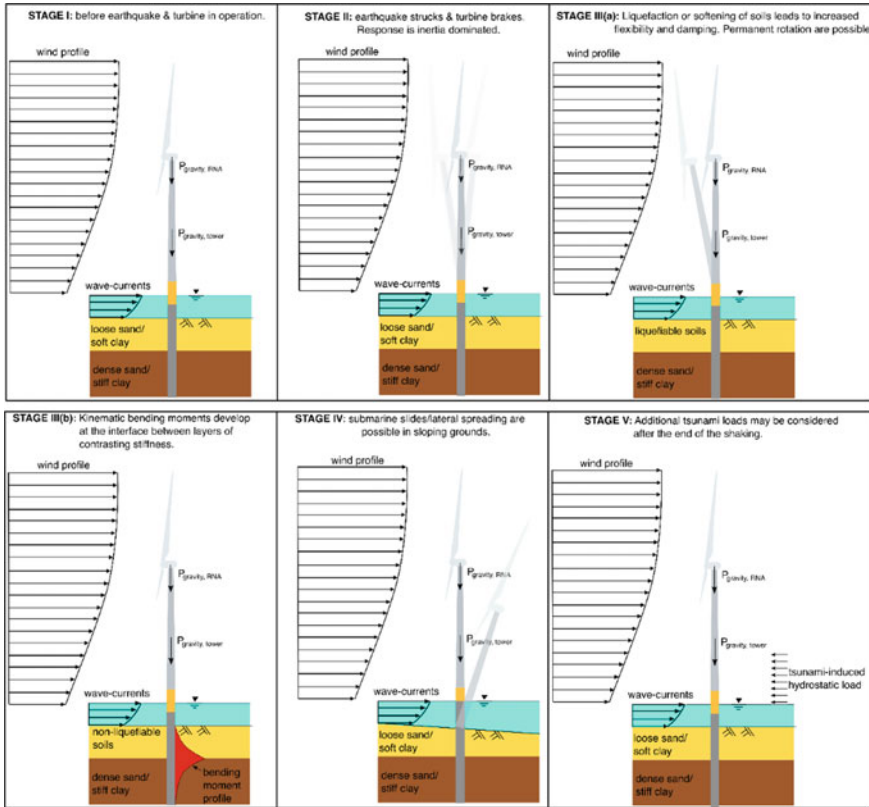 STAGE I: before earthquake & turbine in operation.
wind profile
Pgravity, RNA
Pgravity, tower
wave-currents
loose sand/
soft clay
dense sand/
stiff clay
STAGE II: earthquake strucks & turbine brakes.
Response is inertia dominated.
wind profile
Pgravity, RNA
Pgravity, tower
wave-currents
loose sand/
soft clay
dense sand/
stiff clay
STAGE III(a): Liquefaction or softening of soils leads to increased
flexibility and damping. Permanent rotation are possible
wind profile
Pgravity, RNA
Pgravity, tower
wave-currents
liquefiable soils
dense sand/
stiff clay
STAGE III(b): Kinematic bending moments develop
at the interface between layers of
contrasting stiffness.
wind profile
Pgravity, RNA
Pgravity, tower
wave-currents
non-liquefiable
soils
dense sand/
stiff clay
bending
moment
profile
STAGE IV: submarine slides/lateral spreading are
possible in sloping grounds.
wind profile
Pgravity, RNA
Pgravity, tower
wave-currents
loose sand/
soft clay
dense sand/
stiff clay
STAGE V: Additional tsunami loads may be considered
after the end of the shaking.
wind profile
Pgravity, RNA
Pgravity, tower
tsunami-induced
hydrostatic load
wave-currents
loose sand/
soft clay
dense sand/
stiff clay